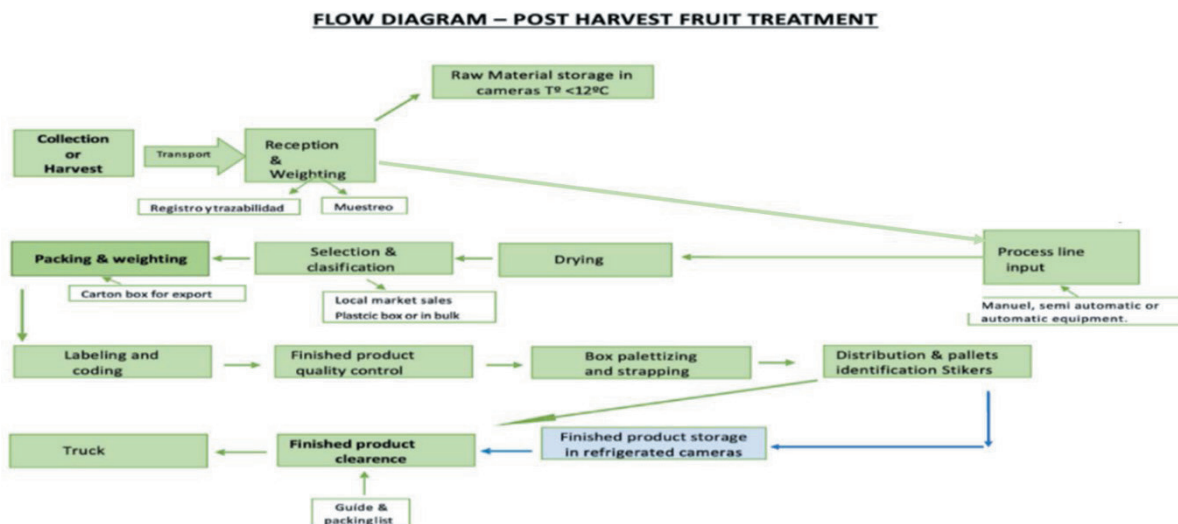 FLOW DIAGRAM – POST HARVEST FRUIT TREATMENT
Raw Material storage in
cameras Tº <12ºC
Collection
or
Harvest
Transport
Reception
&
Weighting
Registro y trazabilidad
Muestreo
Process line
input
Manuel, semi automatic or
automatic equipment.
Drying
Selection &
clasification
Local market sales
Plastcic box or in bulk
Packing & weighting
Carton box for export
Labeling and
coding
Finished product
quality control
Box palettizing
and strapping
Distribution & pallets
identification Stikers
Finished product storage
in refrigerated cameras
Finished product
clearence
Guíde &
packinglist
Truck